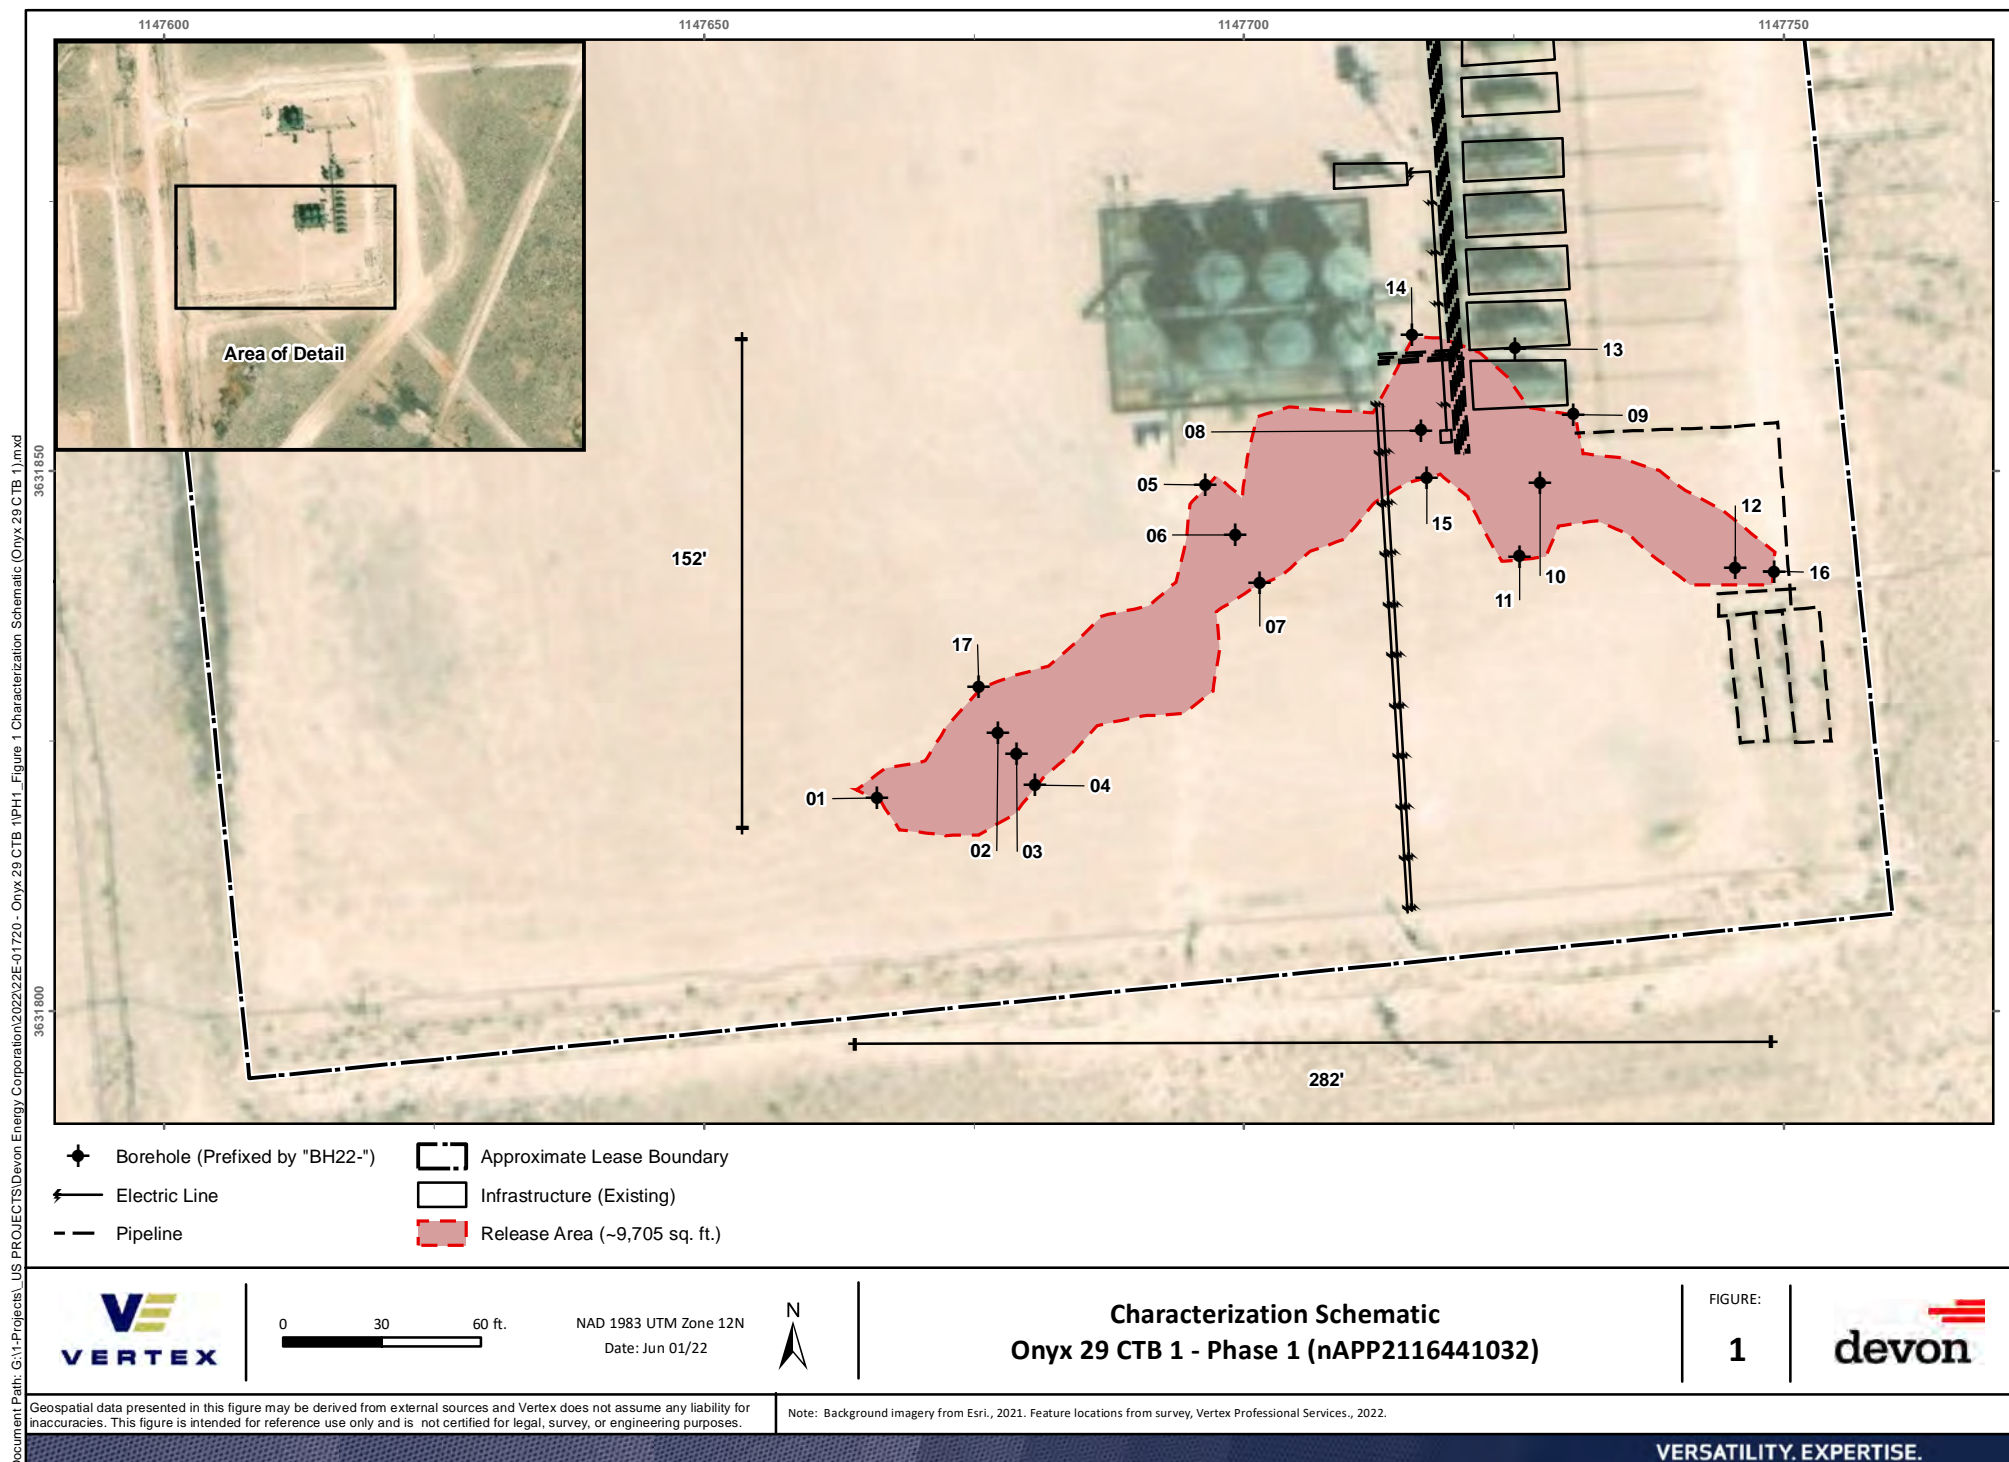 1147600
1147650
1147700
1147750
3631850
3631800
Area of Detail
14
13
09
08
05
15
12
06
16
10
11
07
17
152'
01
04
02
03
282'
Borehole (Prefixed by "BH22-")
Electric Line
Pipeline
Approximate Lease Boundary
Infrastructure (Existing)
Release Area (~9,705 sq. ft.)
VERTEX
0 30 60 ft.
NAD 1983 UTM Zone 12N
Date: Jun 01/22
N
Characterization Schematic
Onyx 29 CTB 1 - Phase 1 (nAPP2116441032)
FIGURE:
1
devon
Geospatial data presented in this figure may be derived from external sources and Vertex does not assume any liability for
inaccuracies. This figure is intended for reference use only and is not certified for legal, survey, or engineering purposes.
Note: Background imagery from Esri., 2021. Feature locations from survey, Vertex Professional Services., 2022.
VERSATILITY. EXPERTISE.
Document Path: G:\1-Projects\_US PROJECTS\Devon Energy Corporation\2022\22E-01720 - Onyx 29 CTB 1\PH1_Figure 1 Characterization Schematic (Onyx 29 CTB 1).mxd